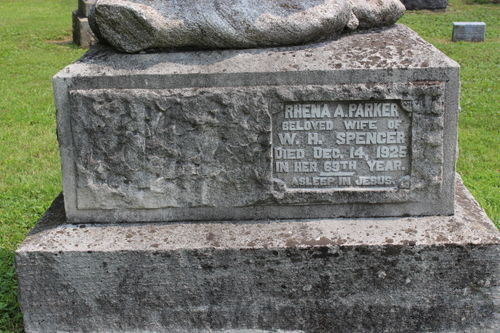 RHENA A. PARKER
BELOVED WIFE OF
W. H. SPENCER
DIED DEC. 14, 1925
IN HER 69TH YEAR.
ASLEEP IN JESUS.